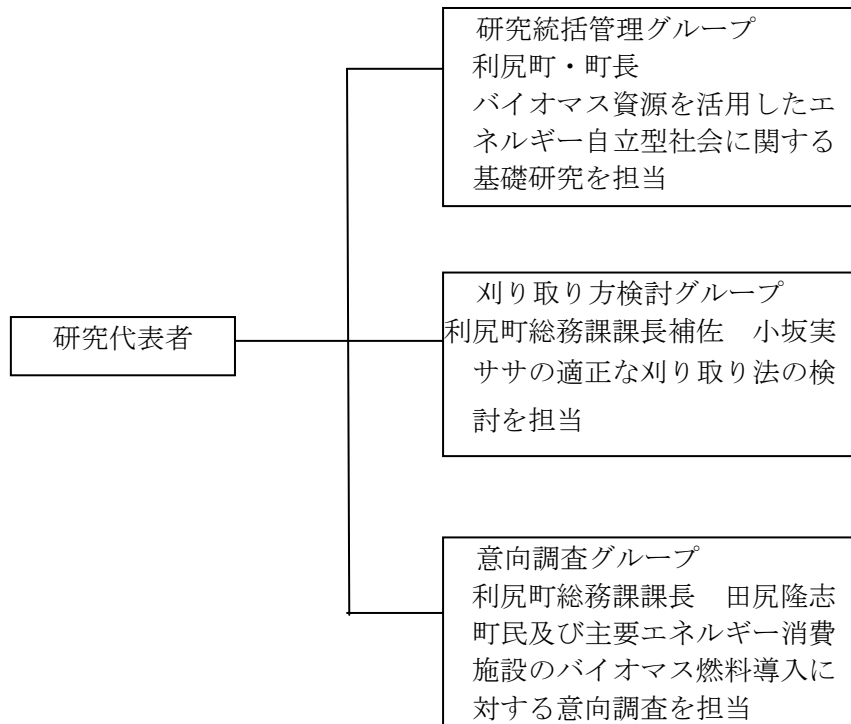 研究統括管理グループ
利尻町・町長
バイオマス資源を活用したエ
ネルギー自立型社会に関する
基礎研究を担当
研究代表者
刈り取り方検討グループ
利尻町総務課課長補佐　小坂実
ササの適正な刈り取り法の検
討を担当
意向調査グループ
利尻町総務課課長　田尻隆志
町民及び主要エネルギー消費
施設のバイオマス燃料導入に
対する意向調査を担当